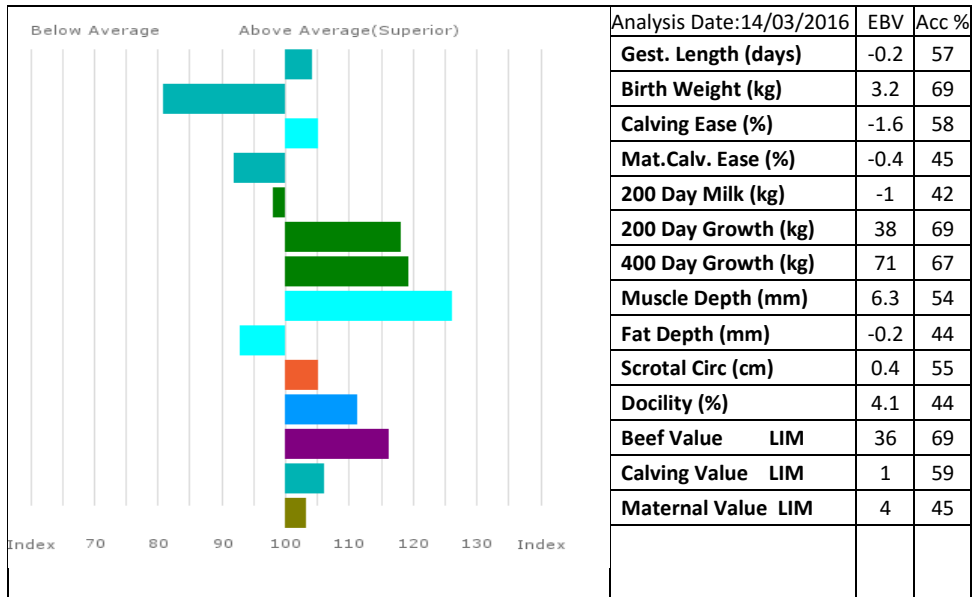 Below Average Above Average(Superior)
Index 70 80 90 100 110 120 130 Index
Analysis Date:14/03/2016 EBV Acc %
Gest. Length (days) -0.2 57
Birth Weight (kg) 3.2 69
Calving Ease (%) -1.6 58
Mat.Calv. Ease (%) -0.4 45
200 Day Milk (kg) -1 42
200 Day Growth (kg) 38 69
400 Day Growth (kg) 71 67
Muscle Depth (mm) 6.3 54
Fat Depth (mm) -0.2 44
Scrotal Circ (cm) 0.4 55
Docility (%) 4.1 44
Beef Value LIM 36 69
Calving Value LIM 1 59
Maternal Value LIM 4 45